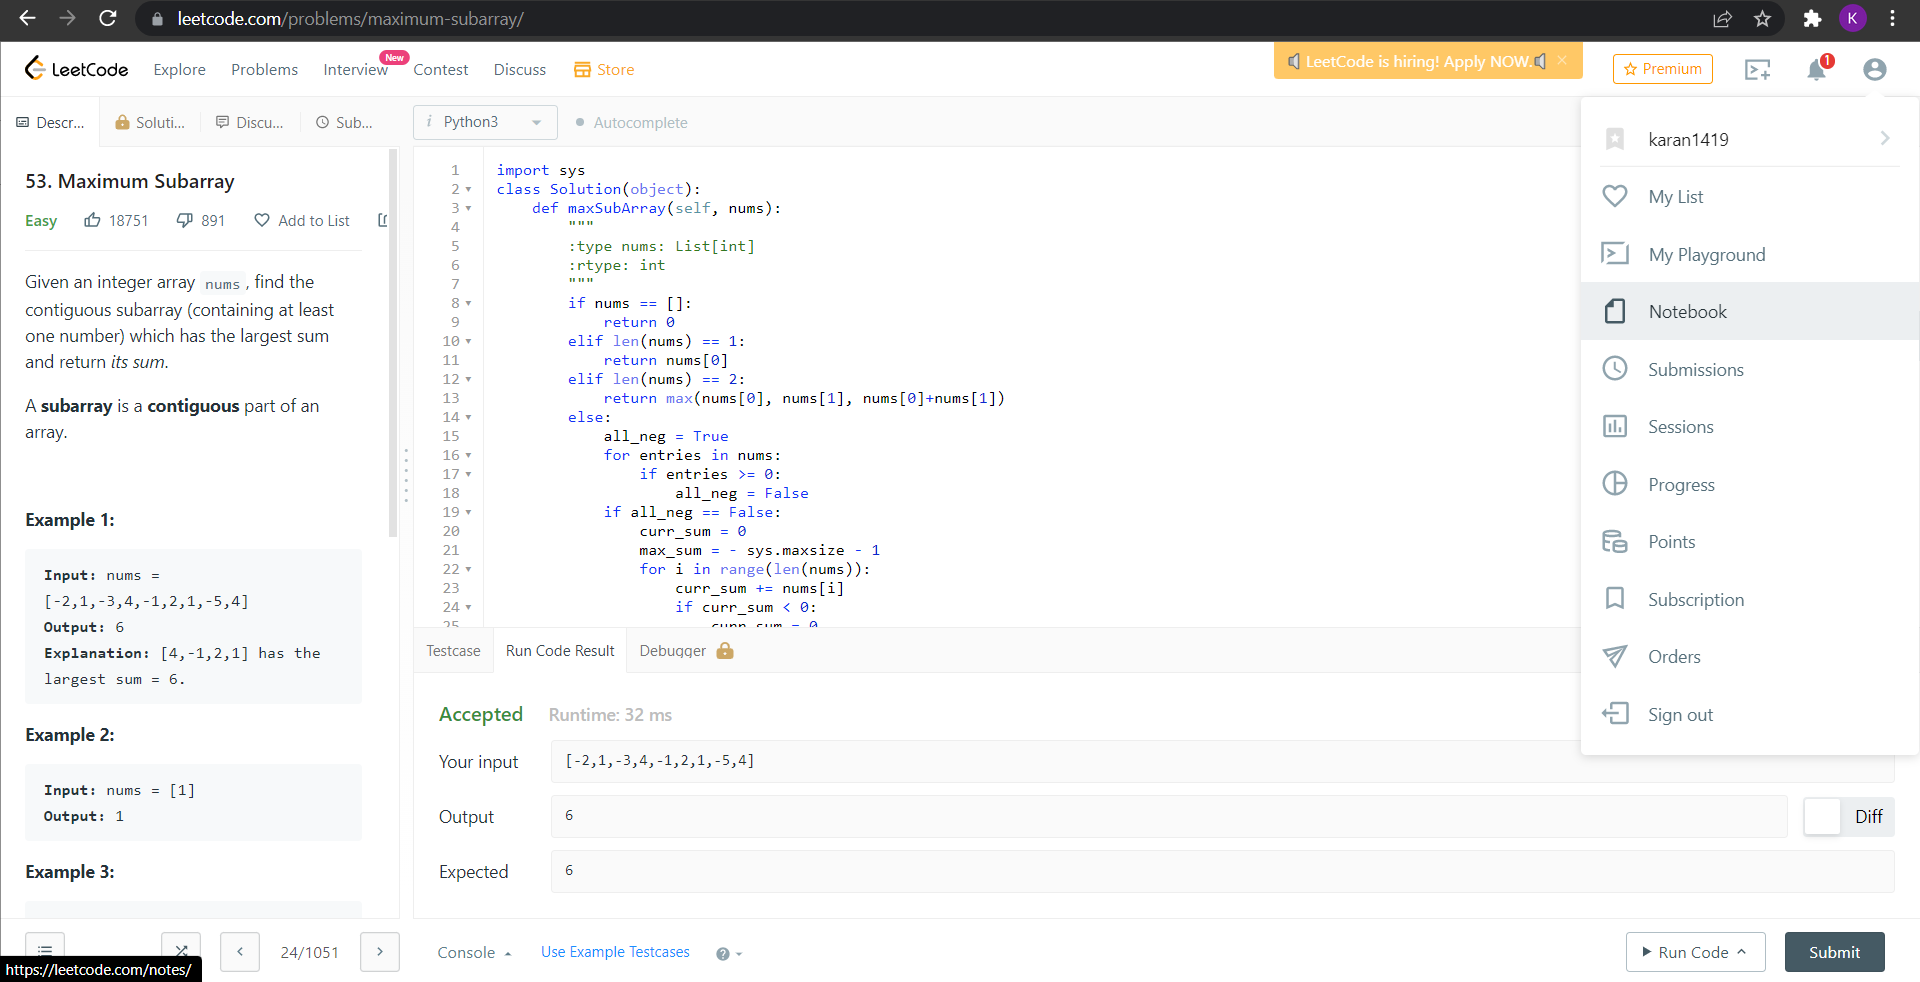 leetcode.com/problems/maximum-subarray/
K
LeetCode
Explore
Problems
Interview
New
Contest
Discuss
Store
LeetCode is hiring! Apply NOW.
Premium
1
Descr...
Soluti...
Discu...
Sub...
i Python3
Autocomplete
53. Maximum Subarray
Easy
18751
891
Add to List
Given an integer array nums , find the
contiguous subarray (containing at least
one number) which has the largest sum
and return its sum.
A subarray is a contiguous part of an
array.
Example 1:
Input: nums =
[-2,1,-3,4,-1,2,1,-5,4]
Output: 6
Explanation: [4,-1,2,1] has the
largest sum = 6.
Example 2:
Input: nums = [1]
Output: 1
Example 3:
1 import sys
2 class Solution(object):
3 def maxSubArray(self, nums):
4 """
5 :type nums: List[int]
6 :rtype: int
7 """
8 if nums == []:
9 return 0
10 elif len(nums) == 1:
11 return nums[0]
12 elif len(nums) == 2:
13 return max(nums[0], nums[1], nums[0]+nums[1])
14 else:
15 all_neg = True
16 for entries in nums:
17 if entries >= 0:
18 all_neg = False
19 if all_neg == False:
20 curr_sum = 0
21 max_sum = - sys.maxsize - 1
22 for i in range(len(nums)):
23 curr_sum += nums[i]
24 if curr_sum < 0:
25 curr_sum = 0
Testcase
Run Code Result
Debugger
Accepted
Runtime: 32 ms
Your input
[-2,1,-3,4,-1,2,1,-5,4]
Output
6
Diff
Expected
6
karan1419
My List
My Playground
Notebook
Submissions
Sessions
Progress
Points
Subscription
Orders
Sign out
24/1051
Console
Use Example Testcases
Run Code
Submit
https://leetcode.com/notes/